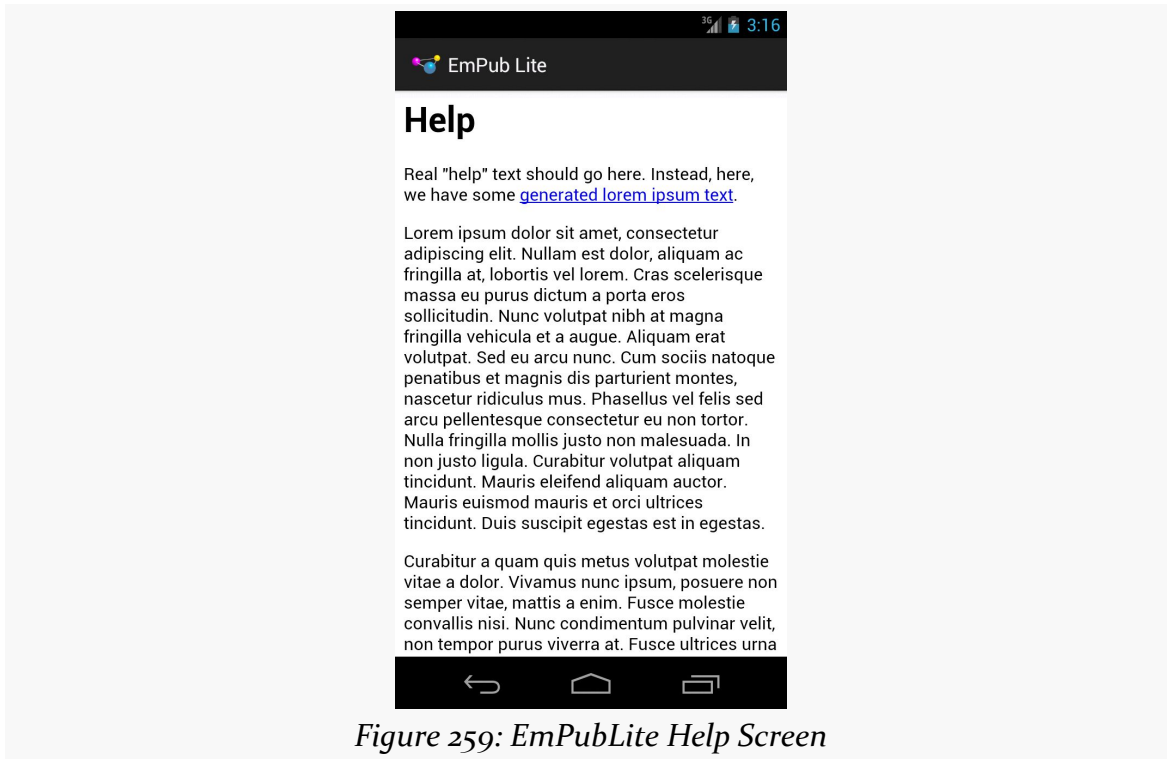 3G 3:16
EmPub Lite
Help
Real "help" text should go here. Instead, here,
we have some generated lorem ipsum text.
Lorem ipsum dolor sit amet, consectetur
adipiscing elit. Nullam est dolor, aliquam ac
fringilla at, lobortis vel lorem. Cras scelerisque
massa eu purus dictum a porta eros
sollicitudin. Nunc volutpat nibh at magna
fringilla vehicula et a augue. Aliquam erat
volutpat. Sed eu arcu nunc. Cum sociis natoque
penatibus et magnis dis parturient montes,
nascetur ridiculus mus. Phasellus vel felis sed
arcu pellentesque consectetur eu non tortor.
Nulla fringilla mollis justo non malesuada. In
non justo ligula. Curabitur volutpat aliquam
tincidunt. Mauris eleifend aliquam auctor.
Mauris euismod mauris et orci ultrices
tincidunt. Duis suscipit egestas est in egestas.
Curabitur a quam quis metus volutpat molestie
vitae a dolor. Vivamus nunc ipsum, posuere non
semper vitae, mattis a enim. Fusce molestie
convallis nisi. Nunc condimentum pulvinar velit,
non tempor purus viverra at. Fusce ultrices urna
Figure 259: EmPubLite Help Screen